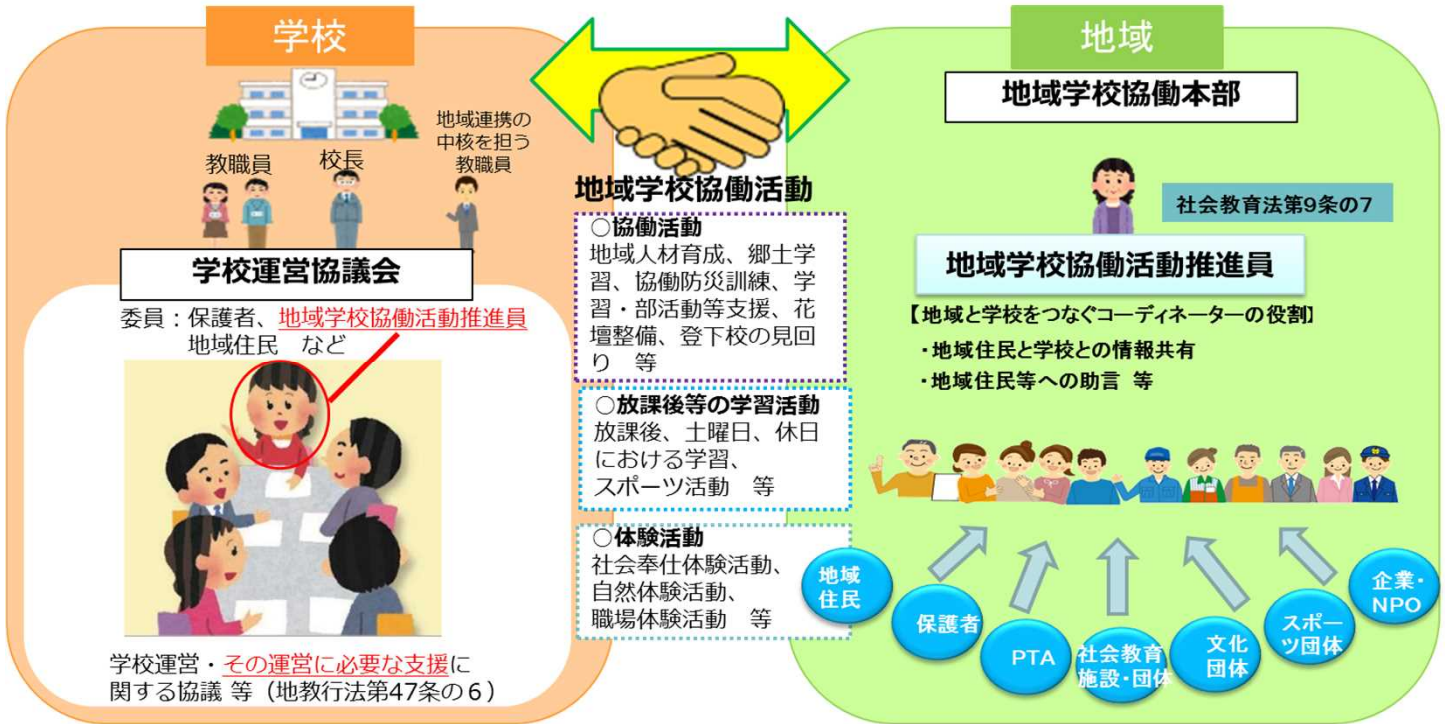 学校
地域連携の
中核を担う
教職員
教職員
校長
学校運営協議会
委員：保護者、地域学校協働活動推進員
地域住民　など
学校運営・その運営に必要な支援に
関する協議 等（地教行法第47条の６）
地域学校協働活動
○協働活動
地域人材育成、郷土学
習、協働防災訓練、学
習・部活動等支援、花
壇整備、登下校の見回
り　等
○放課後等の学習活動
放課後、土曜日、休日
における学習、
スポーツ活動　等
○体験活動
社会奉仕体験活動、
自然体験活動、
職場体験活動　等
地域
地域学校協働本部
社会教育法第9条の7
地域学校協働活動推進員
【地域と学校をつなぐコーディネーターの役割】
・地域住民と学校との情報共有
・地域住民等への助言 等
地域
住民
保護者
PTA
社会教育
施設・団体
文化
団体
スポー
ツ団体
企業・
NPO